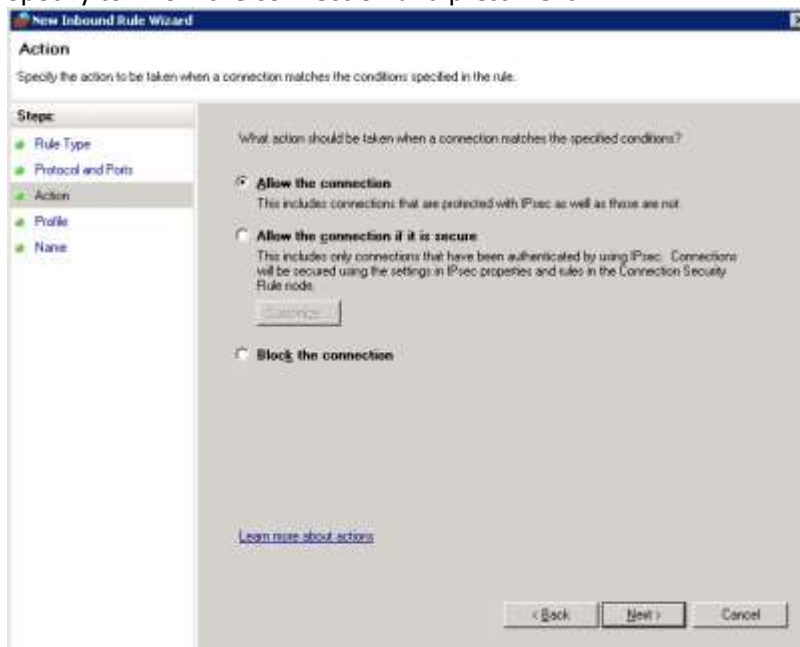 New Inbound Rule Wizard
Action
Specify the action to be taken when a connection matches the conditions specified in the rule.
Steps:
Rule Type
Protocol and Ports
Action
Profile
Name
What action should be taken when a connection matches the specified conditions?
Allow the connection
This includes connections that are protected with IPsec as well as those are not.
Allow the connection if it is secure
This includes only connections that have been authenticated by using IPsec. Connections
will be secured using the settings in IPsec properties and rules in the Connection Security
Rule node.
Customize...
Block the connection
Learn more about actions
< Back
Next >
Cancel